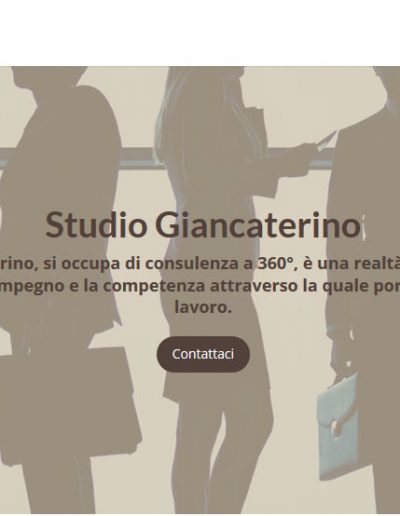 Studio Giancaterino
rino, si occupa di consulenza a 360°, è una realtà
mpegno e la competenza attraverso la quale por
lavoro.
Contattaci